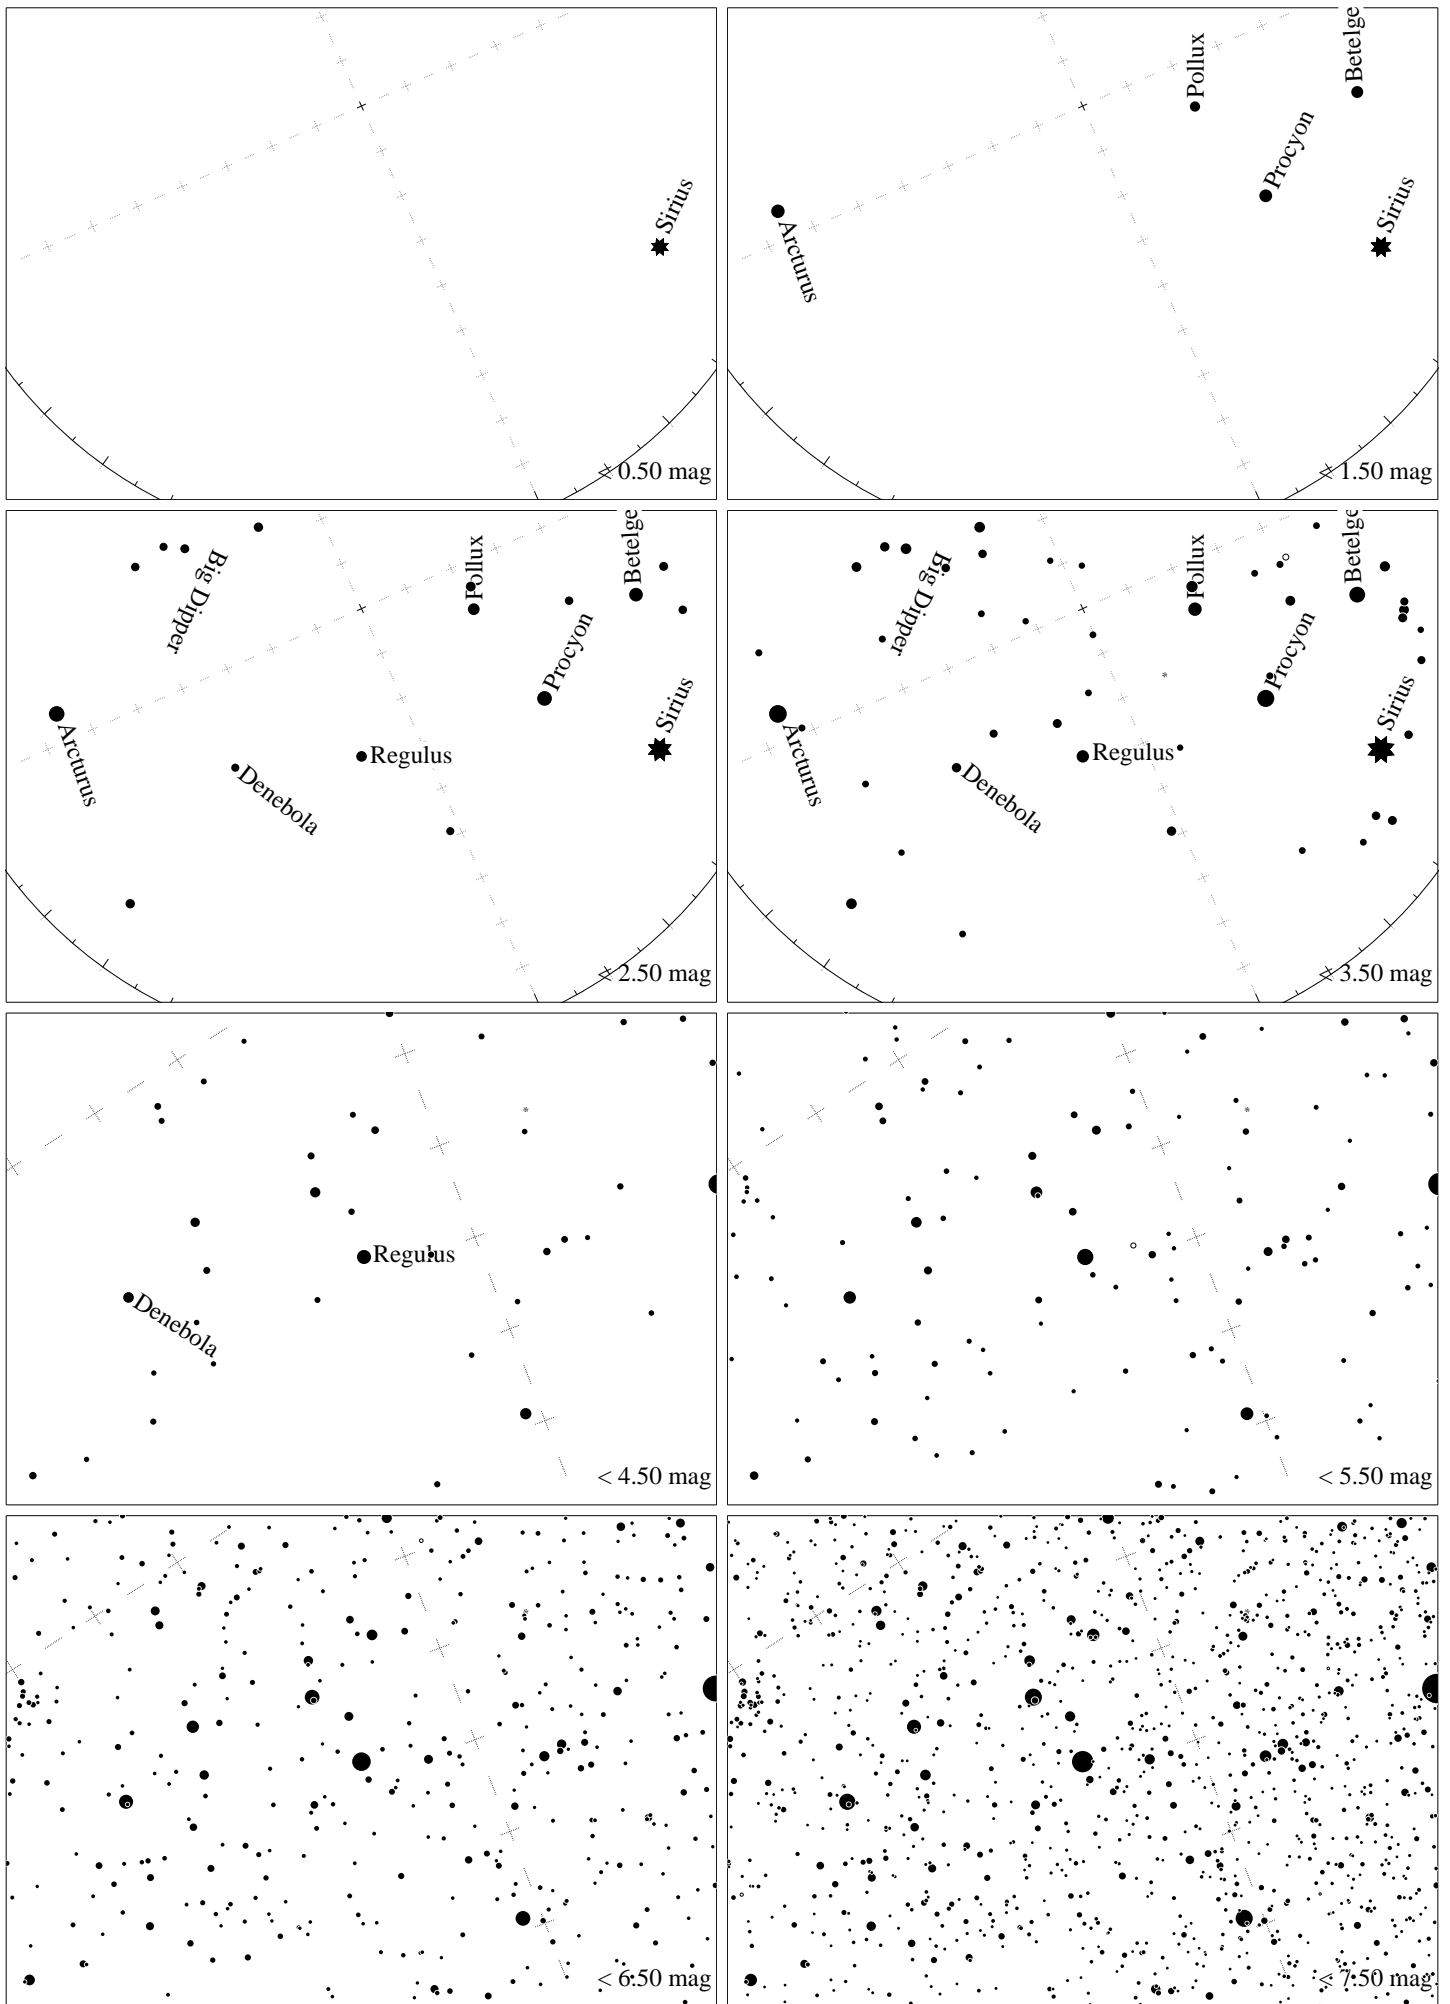 Sirius
< 0.50 mag
Pollux
Betelge
Procyon
Sirius
Arcturus
< 1.50 mag
Big Dipper
Pollux
Betelge
Procyon
Sirius
Arcturus
Regulus
Denebola
< 2.50 mag
Big Dipper
Pollux
Betelge
Procyon
Sirius
Arcturus
Regulus
Denebola
< 3.50 mag
Regulus
Denebola
< 4.50 mag
< 5.50 mag
< 6.50 mag
< 7.50 mag